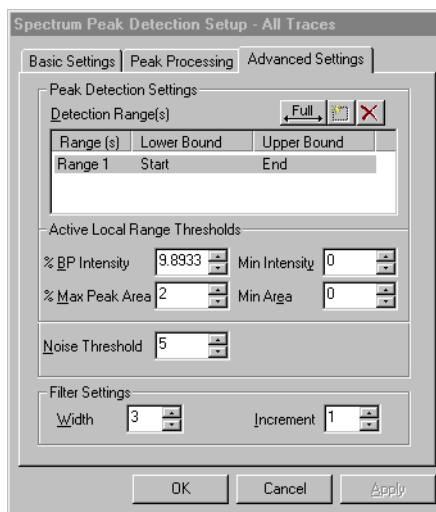 Spectrum Peak Detection Setup - All Traces
Basic Settings Peak Processing Advanced Settings
Peak Detection Settings
Detection Range(s) Full
Range (s) Lower Bound Upper Bound
Range 1 Start End
Active Local Range Thresholds
% BP Intensity 9.8933 Min Intensity 0
% Max Peak Area 2 Min Area 0
Noise Threshold 5
Filter Settings
Width 3 Increment 1
OK Cancel Apply